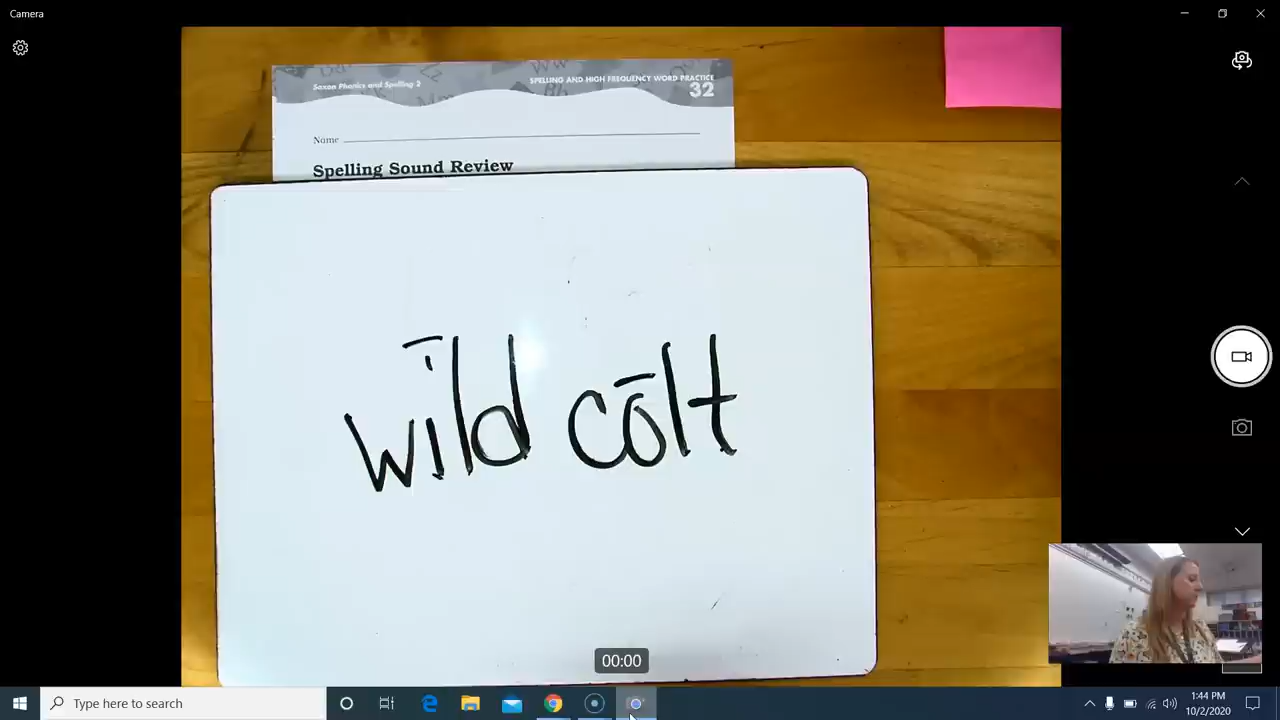 Camera
Saxon Phonics and Spelling 2
SPELLING AND HIGH FREQUENCY WORD PRACTICE
32
Name
Spelling Sound Review
wīld cōlt
00:00
Type here to search
1:44 PM
10/2/2020